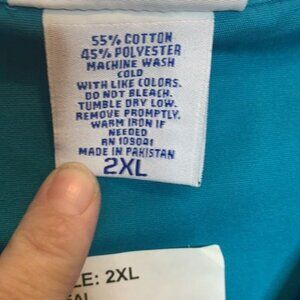 55% COTTON
45% POLYESTER
MACHINE WASH
COLD
WITH LIKE COLORS.
DO NOT BLEACH.
TUMBLE DRY LOW.
REMOVE PROMPTLY.
WARM IRON IF
NEEDED
RN 109041
MADE IN PAKISTAN
2XL
LE: 2XL